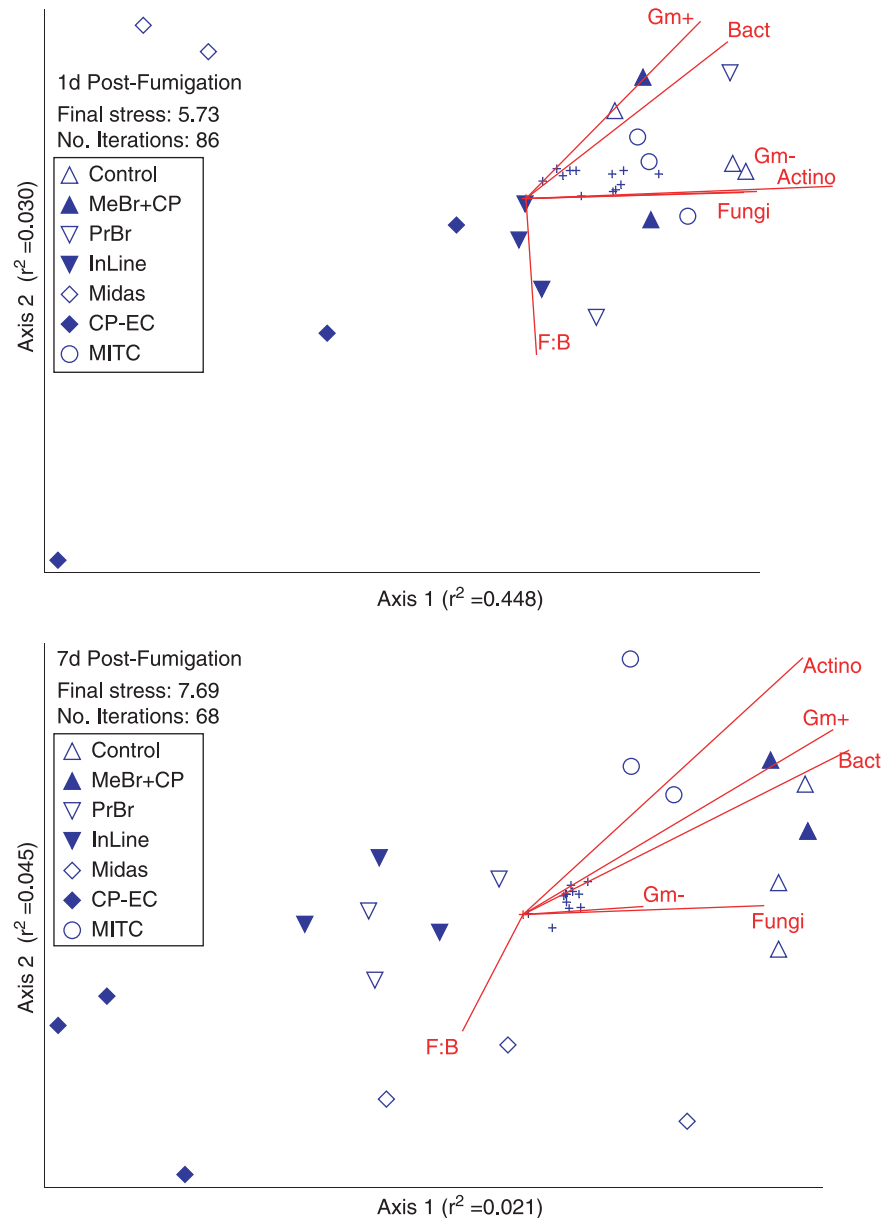 Gm+
Bact
1d Post-Fumigation
Final stress: 5.73
No. Iterations: 86
Control
MeBr+CP
PrBr
InLine
Midas
CP-EC
MITC
Gm-
Actino
Fungi
F:B
Axis 2 (r² =0.030)
Axis 1 (r² =0.448)
7d Post-Fumigation
Final stress: 7.69
No. Iterations: 68
Control
MeBr+CP
PrBr
InLine
Midas
CP-EC
MITC
Actino
Gm+
Bact
Gm-
Fungi
F:B
Axis 2 (r² =0.045)
Axis 1 (r² =0.021)